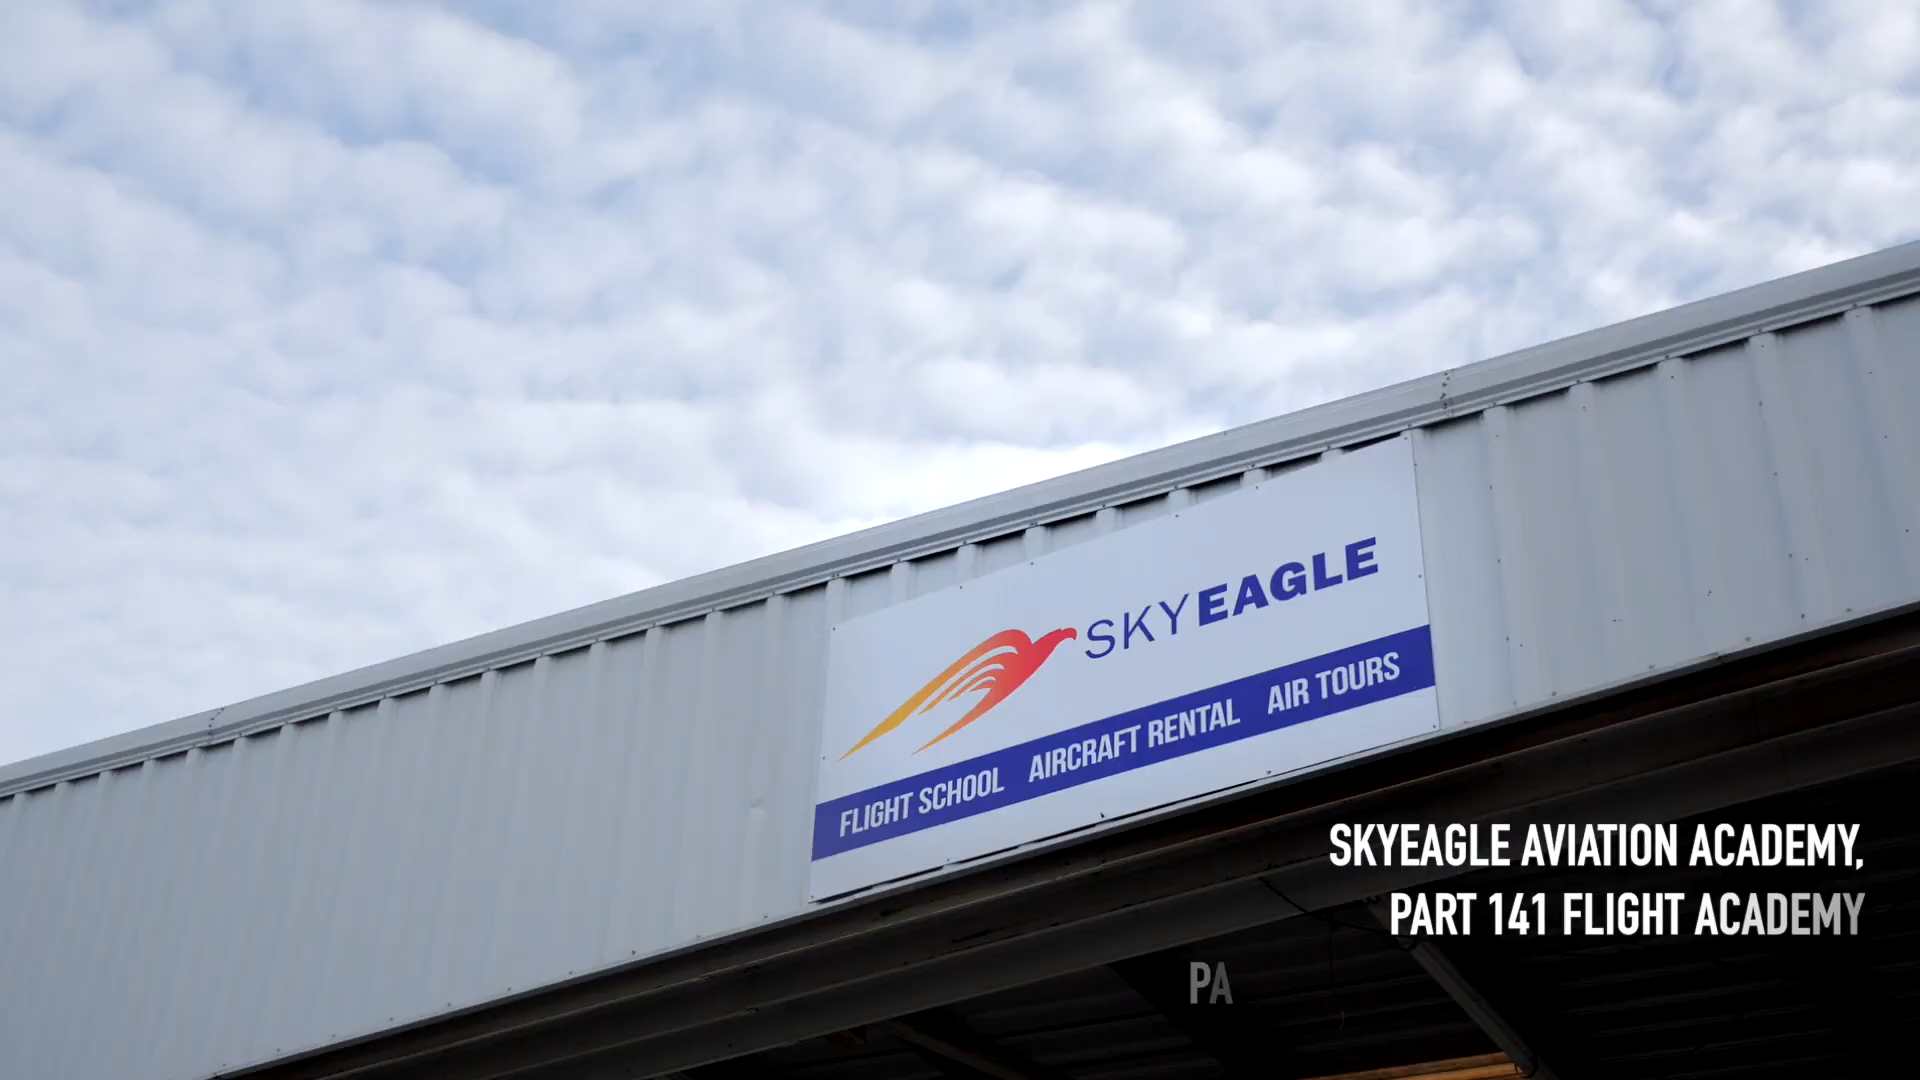 SKYEAGLE
FLIGHT SCHOOL AIRCRAFT RENTAL AIR TOURS
SKYEAGLE AVIATION ACADEMY,
PART 141 FLIGHT ACADEMY
PA